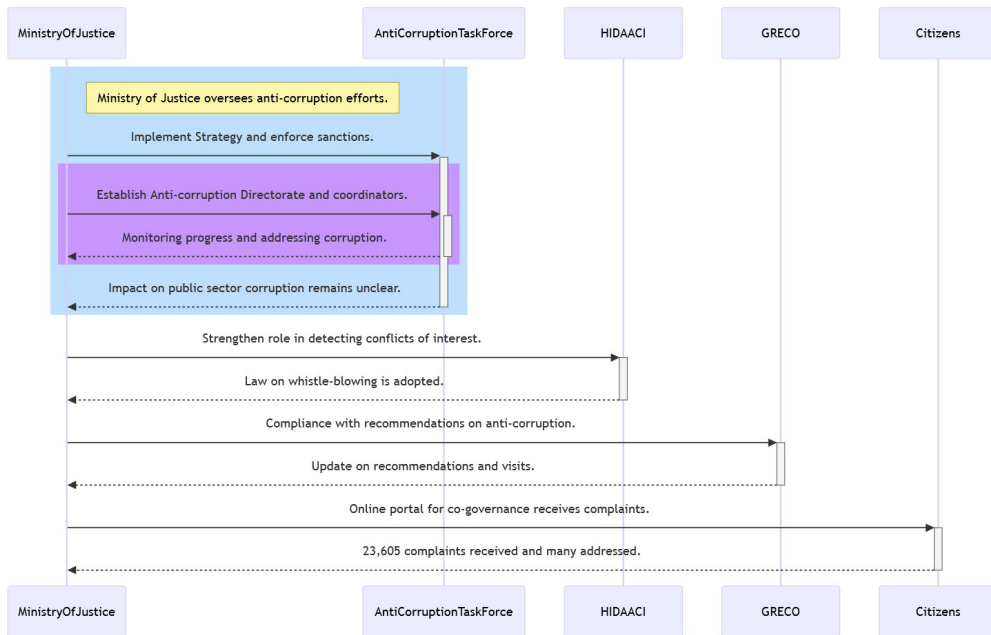 MinistryOfJustice
AntiCorruptionTaskForce
HIDAACI
GRECO
Citizens
Ministry of Justice oversees anti-corruption efforts.
Implement Strategy and enforce sanctions.
Establish Anti-corruption Directorate and coordinators.
Monitoring progress and addressing corruption.
Impact on public sector corruption remains unclear.
Strengthen role in detecting conflicts of interest.
Law on whistle-blowing is adopted.
Compliance with recommendations on anti-corruption.
Update on recommendations and visits.
Online portal for co-governance receives complaints.
23,605 complaints received and many addressed.
MinistryOfJustice
AntiCorruptionTaskForce
HIDAACI
GRECO
Citizens